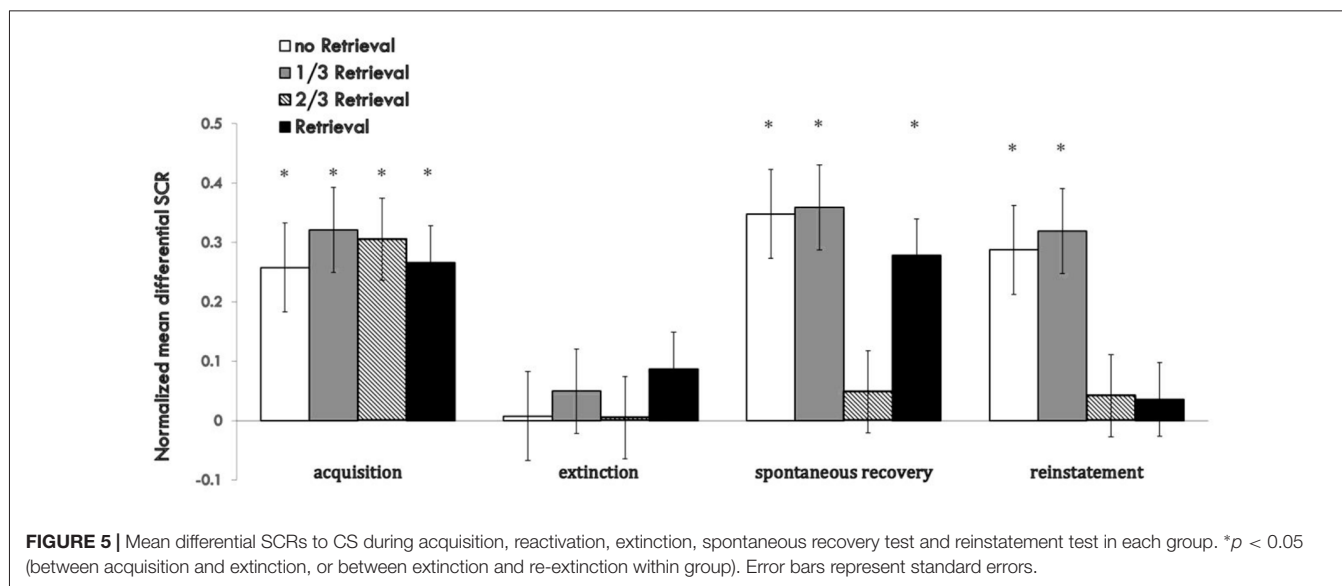 no Retrieval
1/3 Retrieval
2/3 Retrieval
Retrieval
Normalized mean differential SCR
0.5
0.4
0.3
0.2
0.1
0
-0.1
* * * *
* * *
* *
acquisition extinction spontaneous recovery reinstatement
FIGURE 5 | Mean differential SCRs to CS during acquisition, reactivation, extinction, spontaneous recovery test and reinstatement test in each group. *p < 0.05
(between acquisition and extinction, or between extinction and re-extinction within group). Error bars represent standard errors.